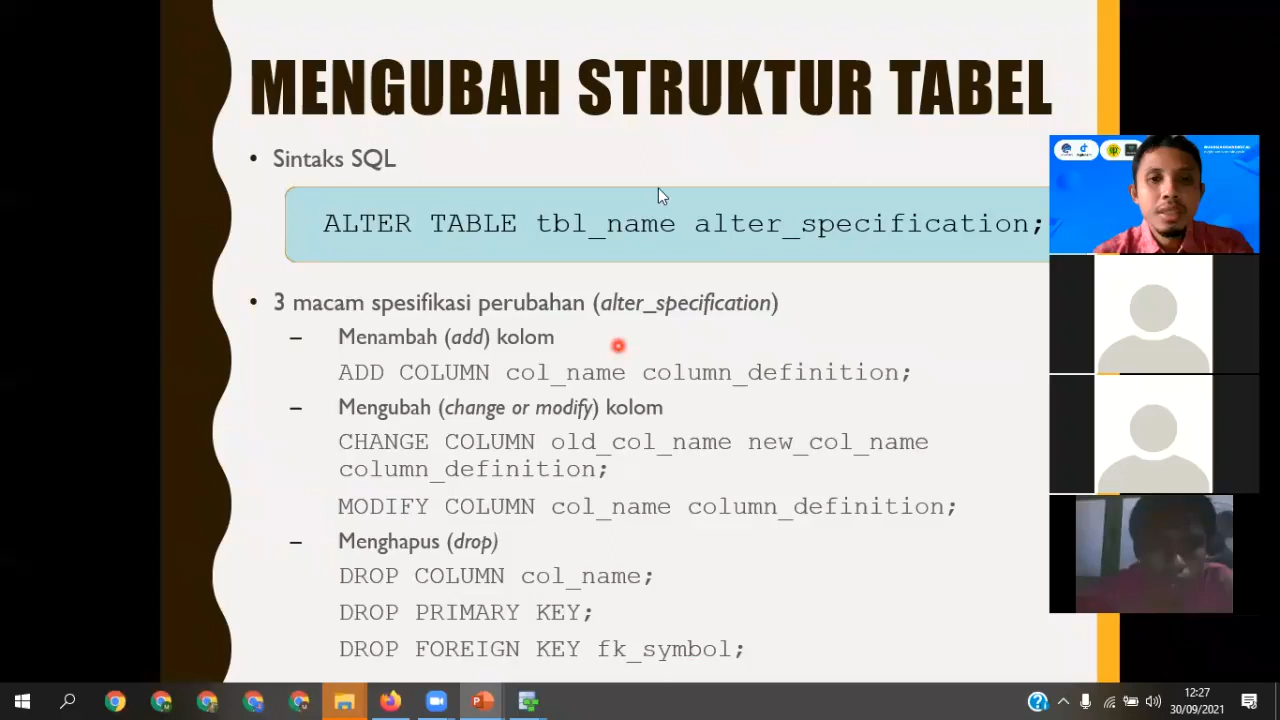 MENGUBAH STRUKTUR TABEL
• Sintaks SQL
ALTER TABLE tbl_name alter_specification;
• 3 macam spesifikasi perubahan (alter_specification)
– Menambah (add) kolom
ADD COLUMN col_name column_definition;
– Mengubah (change or modify) kolom
CHANGE COLUMN old_col_name new_col_name
column_definition;
MODIFY COLUMN col_name column_definition;
– Menghapus (drop)
DROP COLUMN col_name;
DROP PRIMARY KEY;
DROP FOREIGN KEY fk_symbol;
12:27
30/09/2021